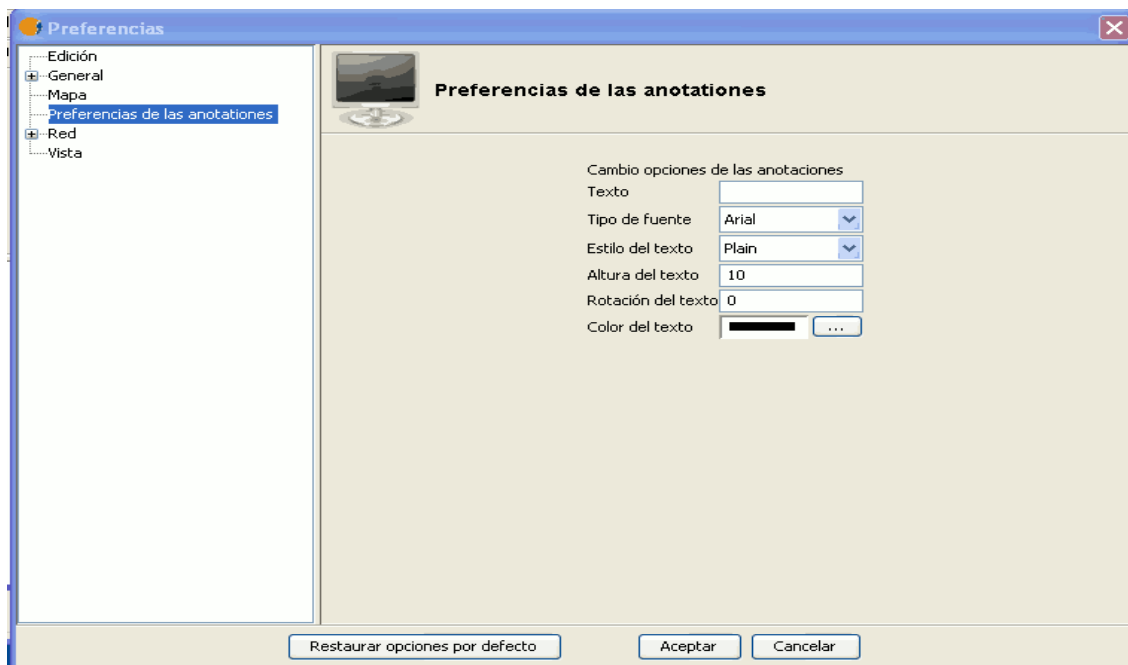 Preferencias
Edición
General
Mapa
Preferencias de las anotationes
Red
Vista
Preferencias de las anotationes
Cambio opciones de las anotaciones
Texto
Tipo de fuente Arial
Estilo del texto Plain
Altura del texto 10
Rotación del texto 0
Color del texto ...
Restaurar opciones por defecto Aceptar Cancelar